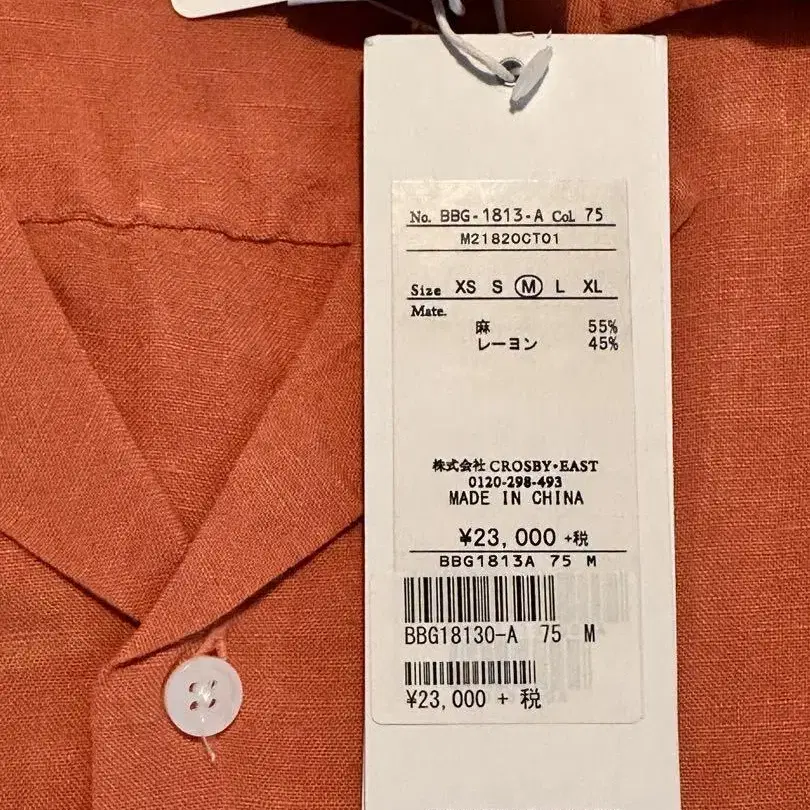 No. BBG-1813-A Col. 75
M21820CT01
Size XS S M L XL
Mate.
麻 55%
レーヨン 45%
株式会社 CROSBY・EAST
0120-298-493
MADE IN CHINA
¥23,000 +税
BBG1813A 75 M
BBG18130-A 75 M
¥23,000 + 税